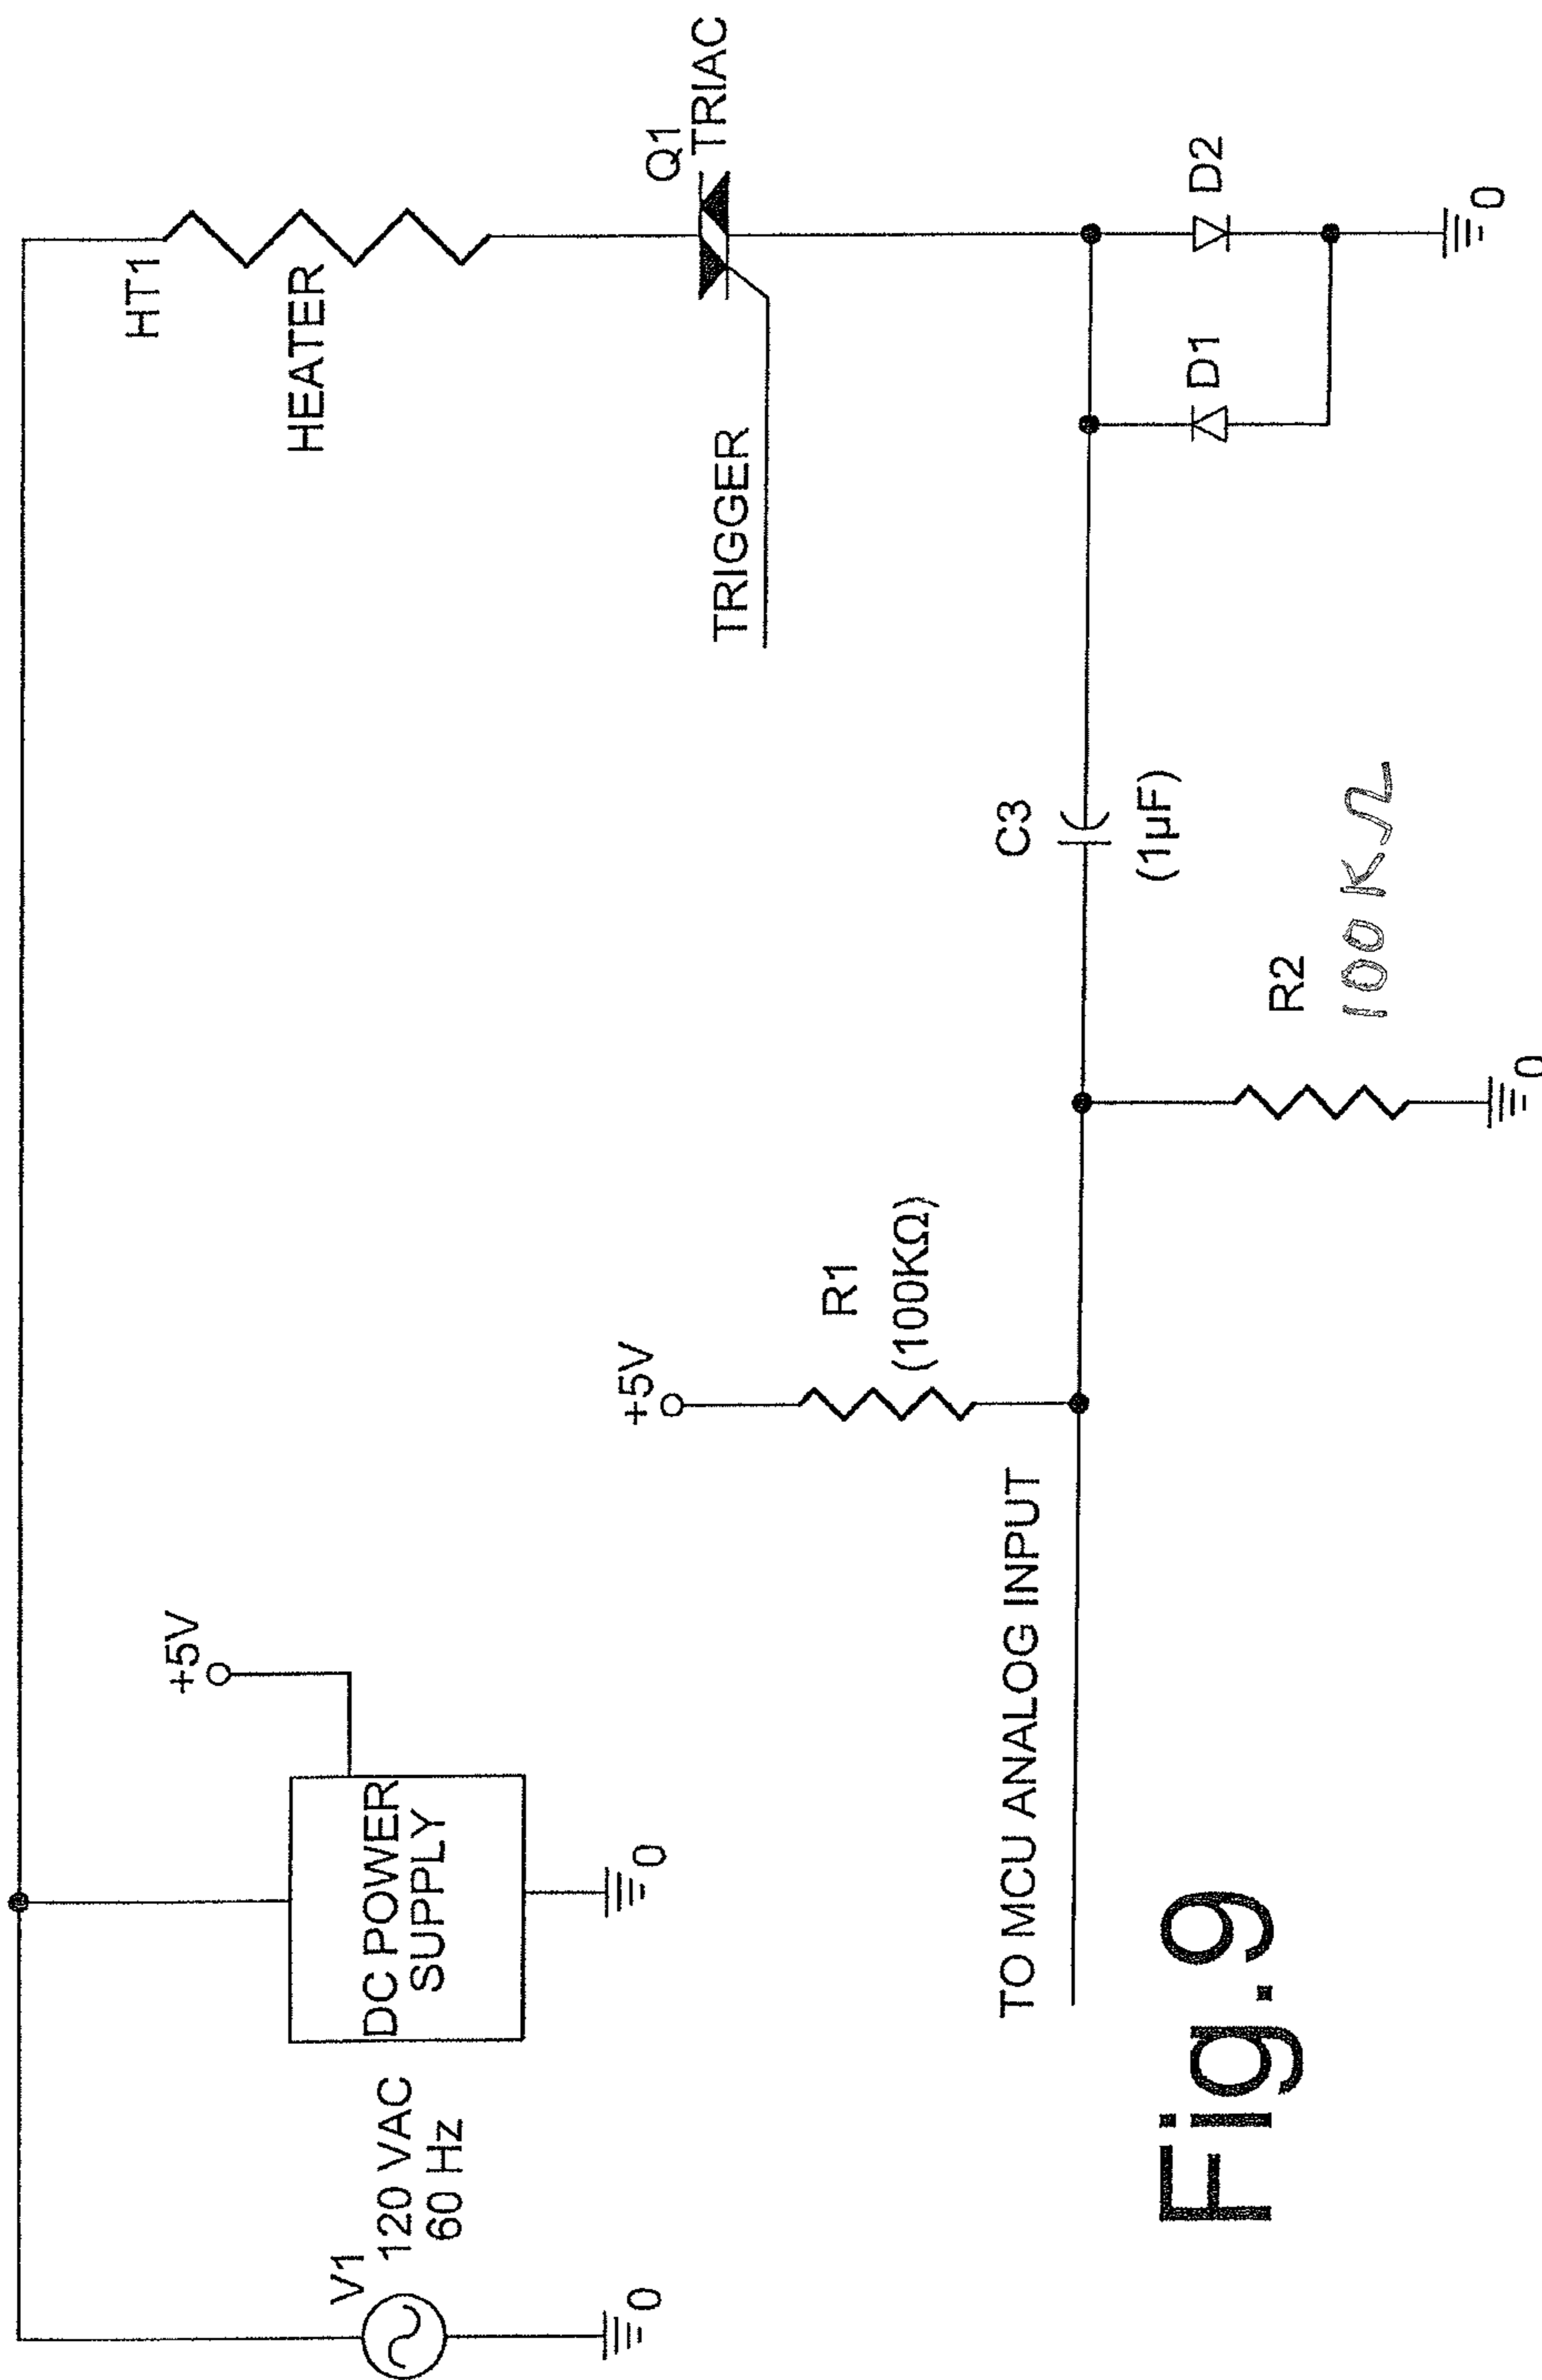 V1
120 VAC
60 Hz
0
DC POWER
SUPPLY
+5V
0
HT1
HEATER
Q1
TRIAC
TRIGGER
+5V
R1
(100KΩ)
TO MCU ANALOG INPUT
C3
(1µF)
R2
100KΩ
0
D1
D2
0
Fig.9